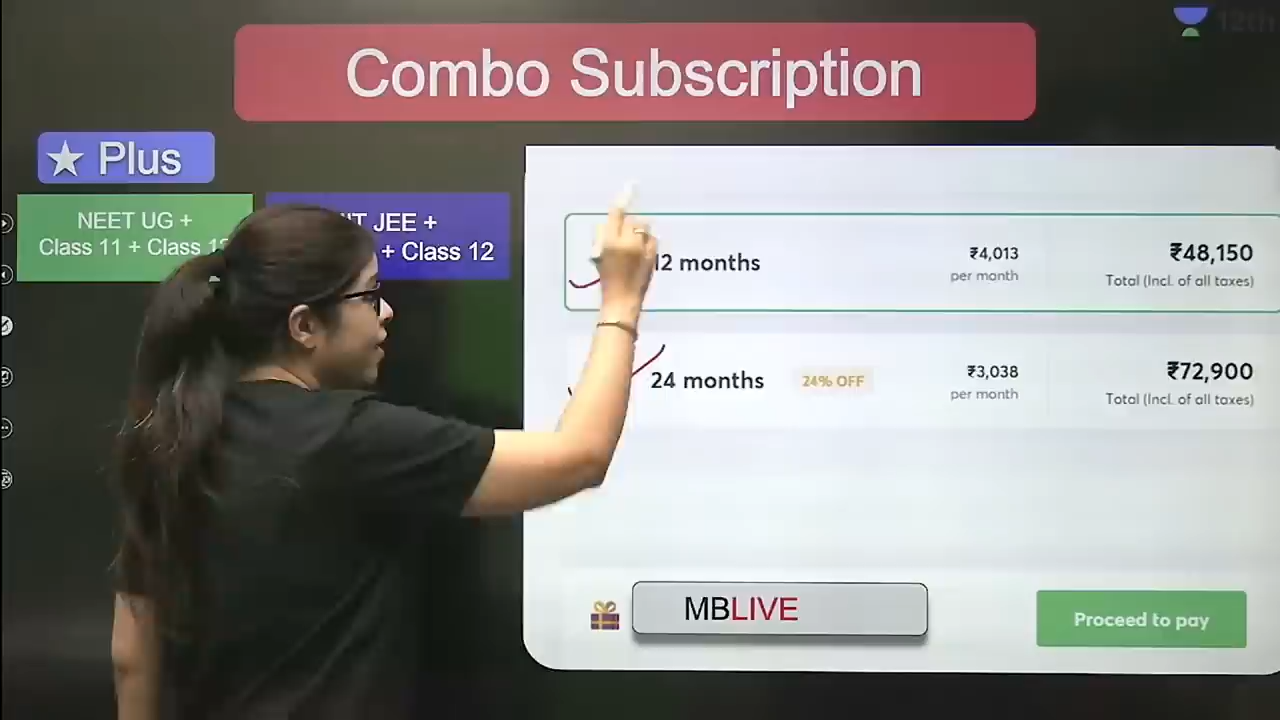 12th
Combo Subscription
Plus
NEET UG +
Class 11 + Class
JEE +
+ Class 12
12 months
₹4,013
per month
₹48,150
Total (Incl. of all taxes)
24 months
24% OFF
₹3,038
per month
₹72,900
Total (Incl. of all taxes)
MBLIVE
Proceed to pay